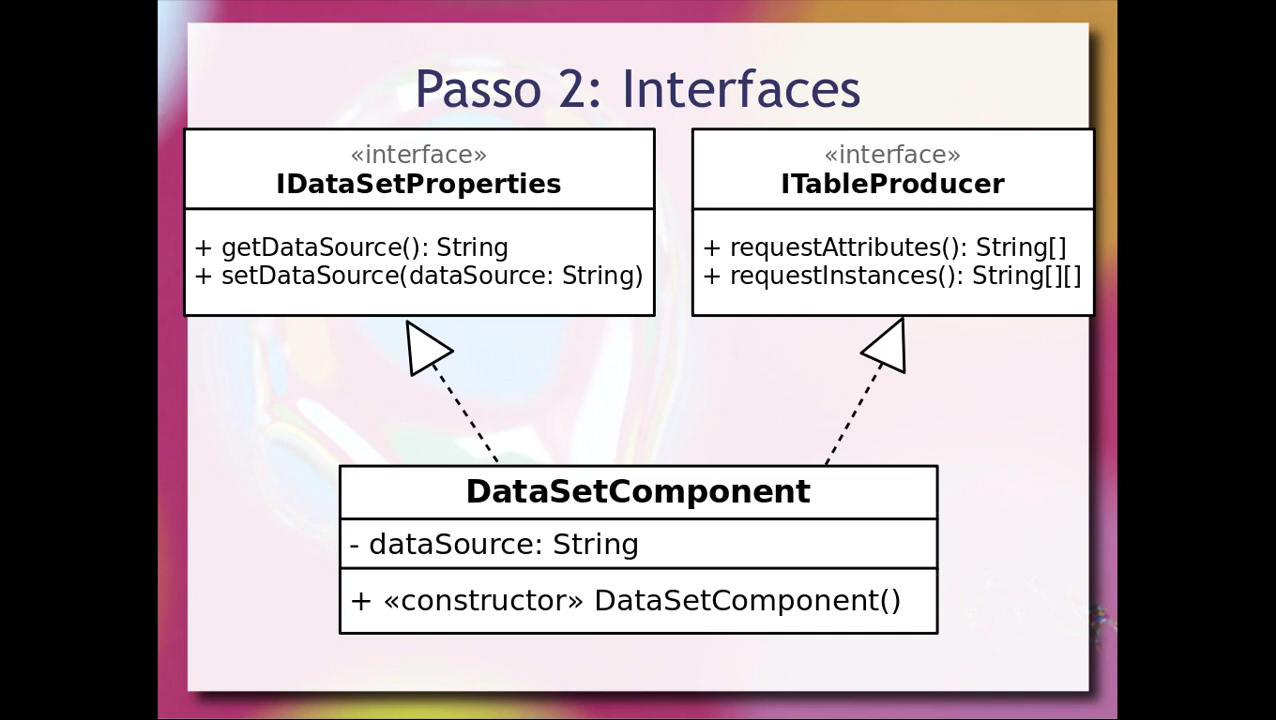 Passo 2: Interfaces
«interface»
IDataSetProperties
+ getDataSource(): String
+ setDataSource(dataSource: String)
«interface»
ITableProducer
+ requestAttributes(): String[]
+ requestInstances(): String[][]
DataSetComponent
- dataSource: String
+ «constructor» DataSetComponent()